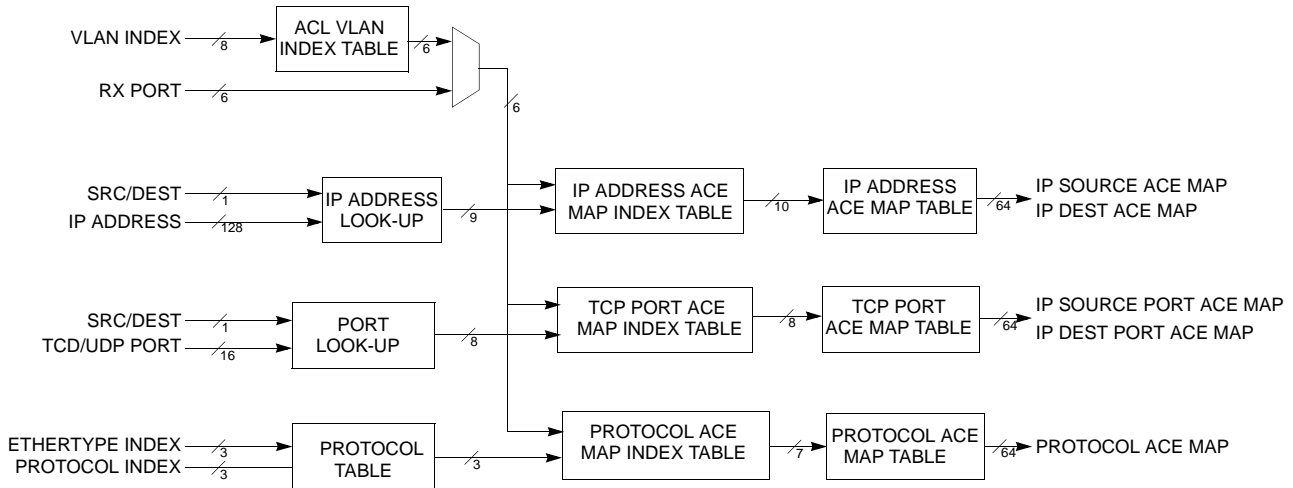 VLAN INDEX
8
ACL VLAN
INDEX TABLE
6
RX PORT
6
6
SRC/DEST
1
IP ADDRESS
128
IP ADDRESS
LOOK-UP
9
IP ADDRESS ACE
MAP INDEX TABLE
10
IP ADDRESS
ACE MAP TABLE
64
IP SOURCE ACE MAP
IP DEST ACE MAP
SRC/DEST
1
TCD/UDP PORT
16
PORT
LOOK-UP
8
TCP PORT ACE
MAP INDEX TABLE
8
TCP PORT
ACE MAP TABLE
64
IP SOURCE PORT ACE MAP
IP DEST PORT ACE MAP
ETHERTYPE INDEX
3
PROTOCOL INDEX
3
PROTOCOL
TABLE
3
PROTOCOL ACE
MAP INDEX TABLE
7
PROTOCOL ACE
MAP TABLE
64
PROTOCOL ACE MAP